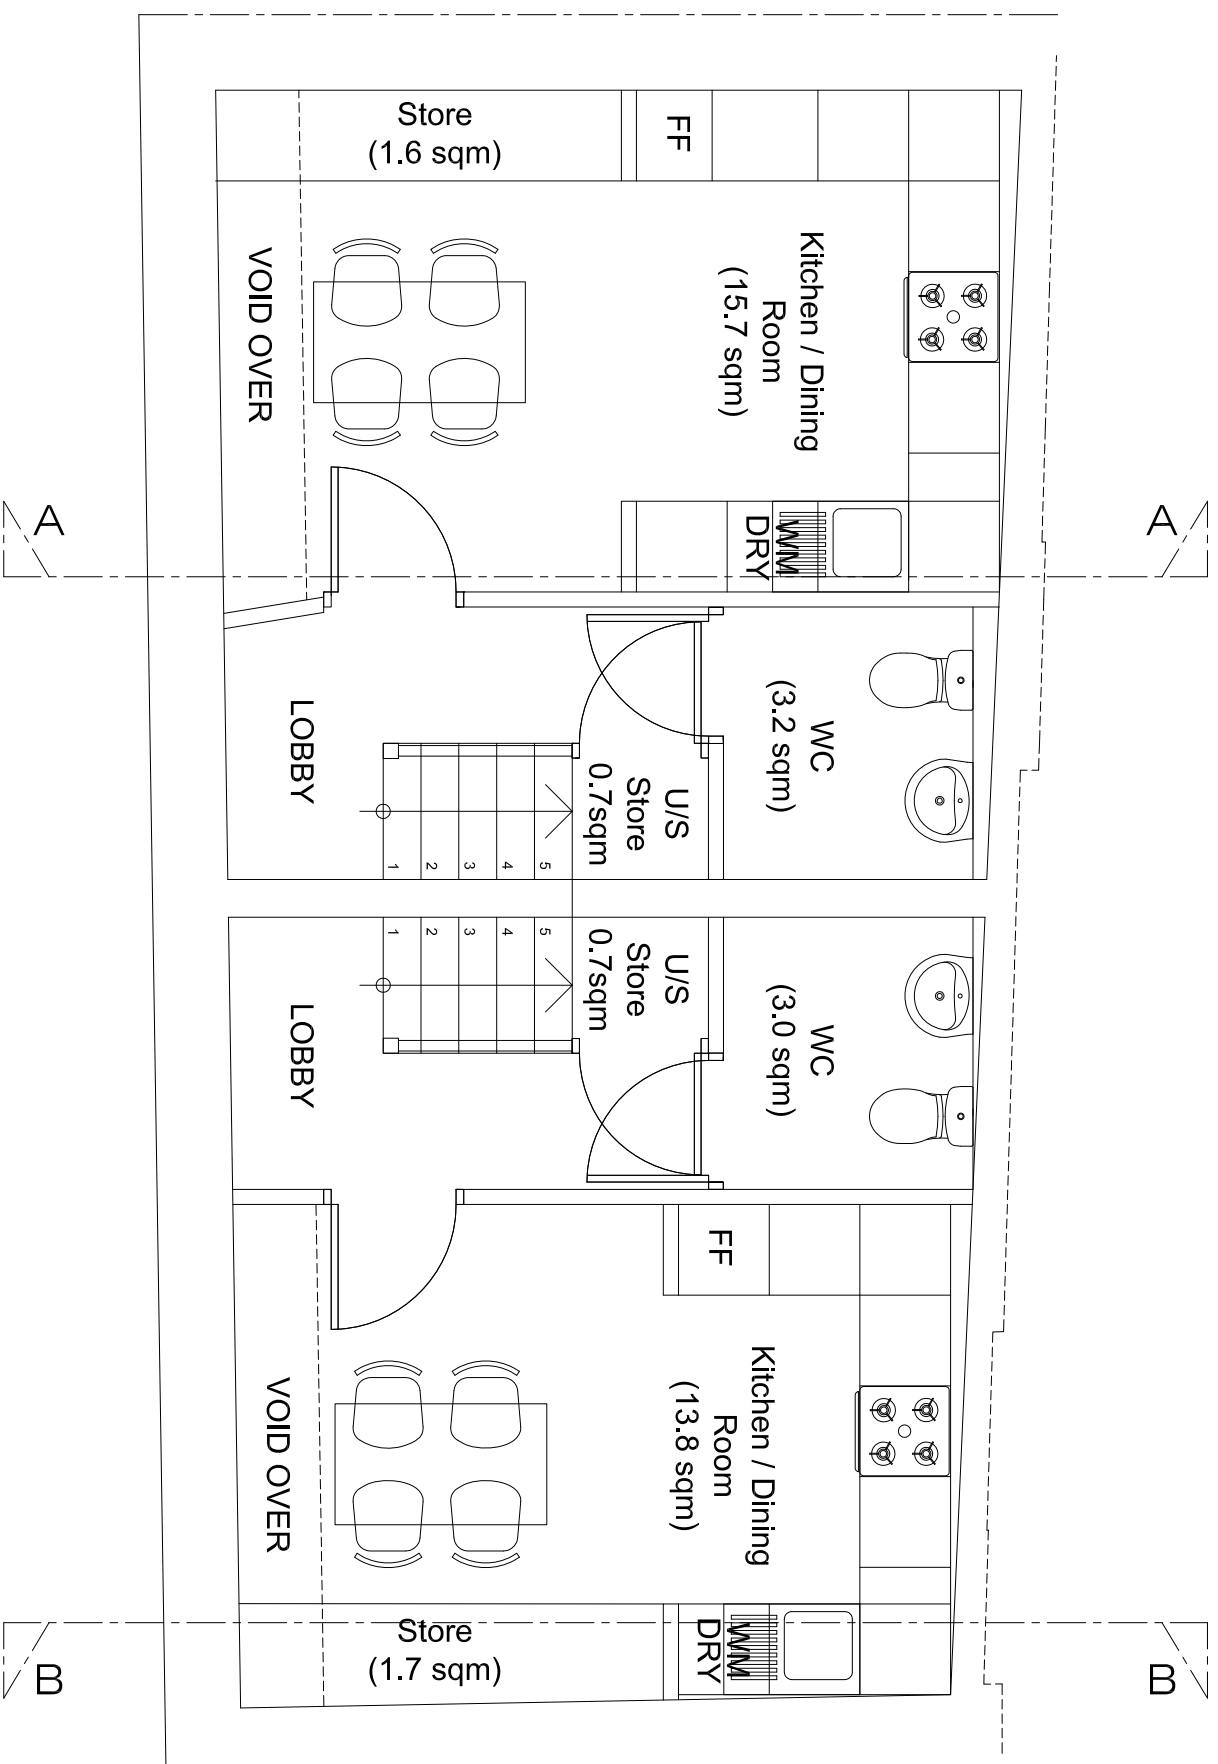 Store
(1.6 sqm)
FF
Kitchen / Dining
Room
(15.7 sqm)
VOID OVER
A
A
WM
DRY
LOBBY
WC
(3.2 sqm)
U/S
Store
0.7sqm
1
2
3
4
5
1
2
3
4
5
U/S
Store
0.7sqm
WC
(3.0 sqm)
LOBBY
FF
Kitchen / Dining
Room
(13.8 sqm)
VOID OVER
Store
(1.7 sqm)
WM
DRY
B
B